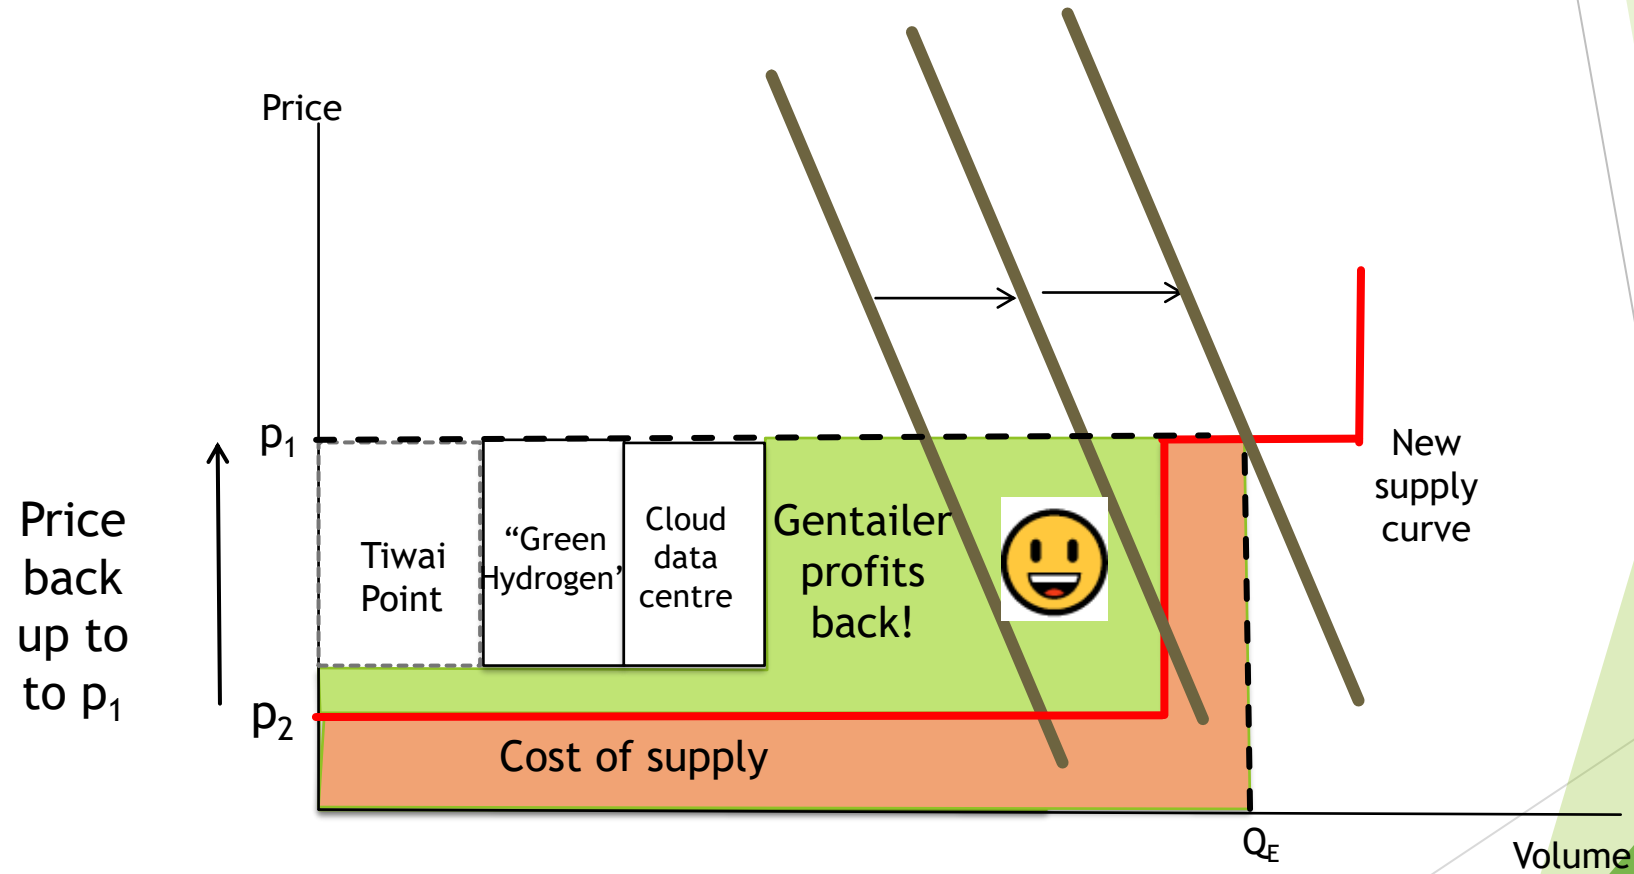 Price
p₁
Price
back
up to
to p₁
p₂
Tiwai
Point
“Green
Hydrogen”
Cloud
data
centre
Gentailer
profits
back!
Cost of supply
New
supply
curve
Q_E
Volume